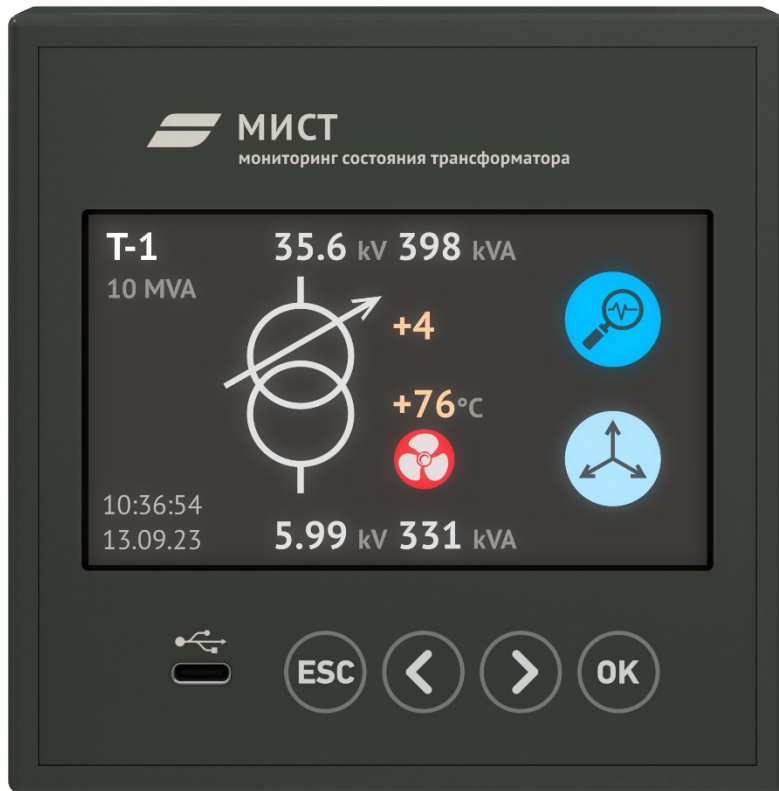 МИСТ
мониторинг состояния трансформатора
T-1 35.6 kV 398 kVA
10 MVA
+4
+76°C
10:36:54
13.09.23 5.99 kV 331 kVA
ESC OK